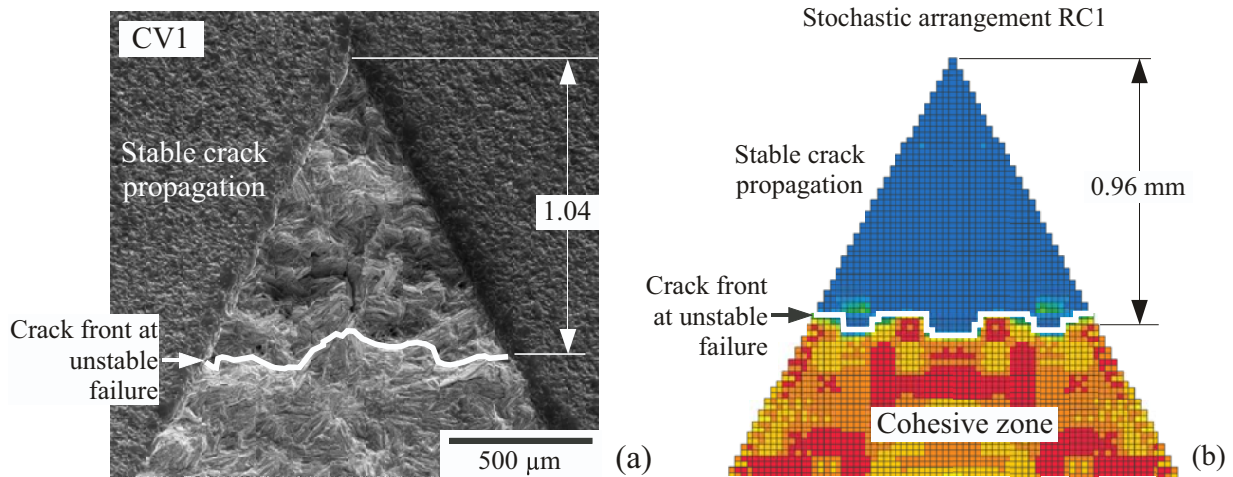 CV1
Stable crack
propagation
1.04
Crack front at
unstable
failure
500 µm
(a)
Stochastic arrangement RC1
Stable crack
propagation
0.96 mm
Crack front
at unstable
failure
Cohesive zone
(b)